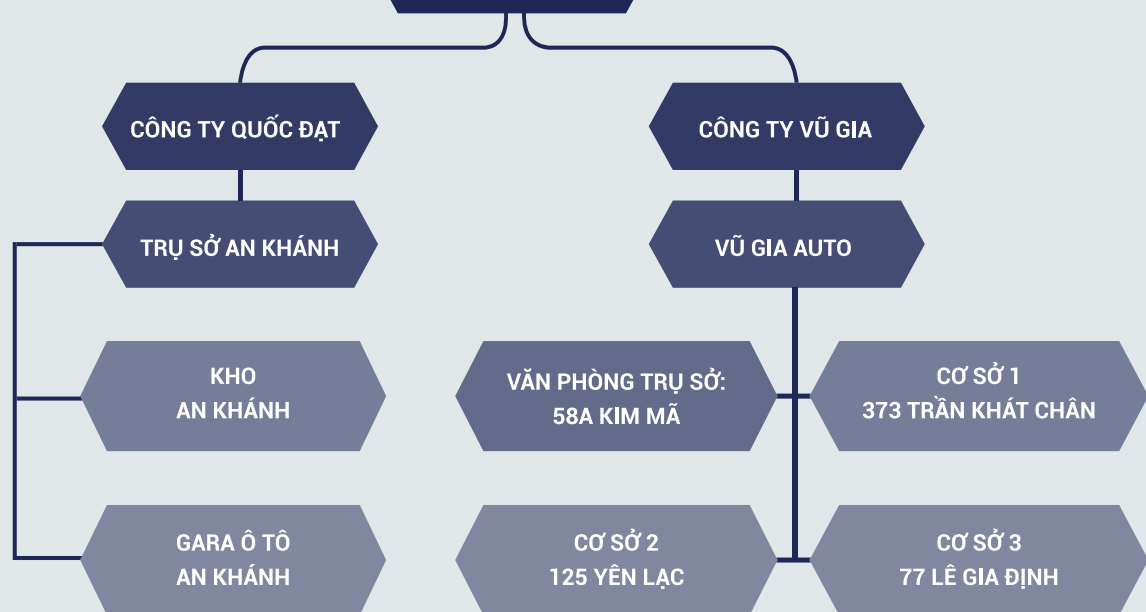 CÔNG TY QUỐC ĐẠT
CÔNG TY VŨ GIA
TRỤ SỞ AN KHÁNH
VŨ GIA AUTO
KHO
AN KHÁNH
VĂN PHÒNG TRỤ SỞ:
58A KIM MÃ
CƠ SỞ 1
373 TRẦN KHÁT CHÂN
GARA Ô TÔ
AN KHÁNH
CƠ SỞ 2
125 YÊN LẠC
CƠ SỞ 3
77 LÊ GIA ĐỊNH